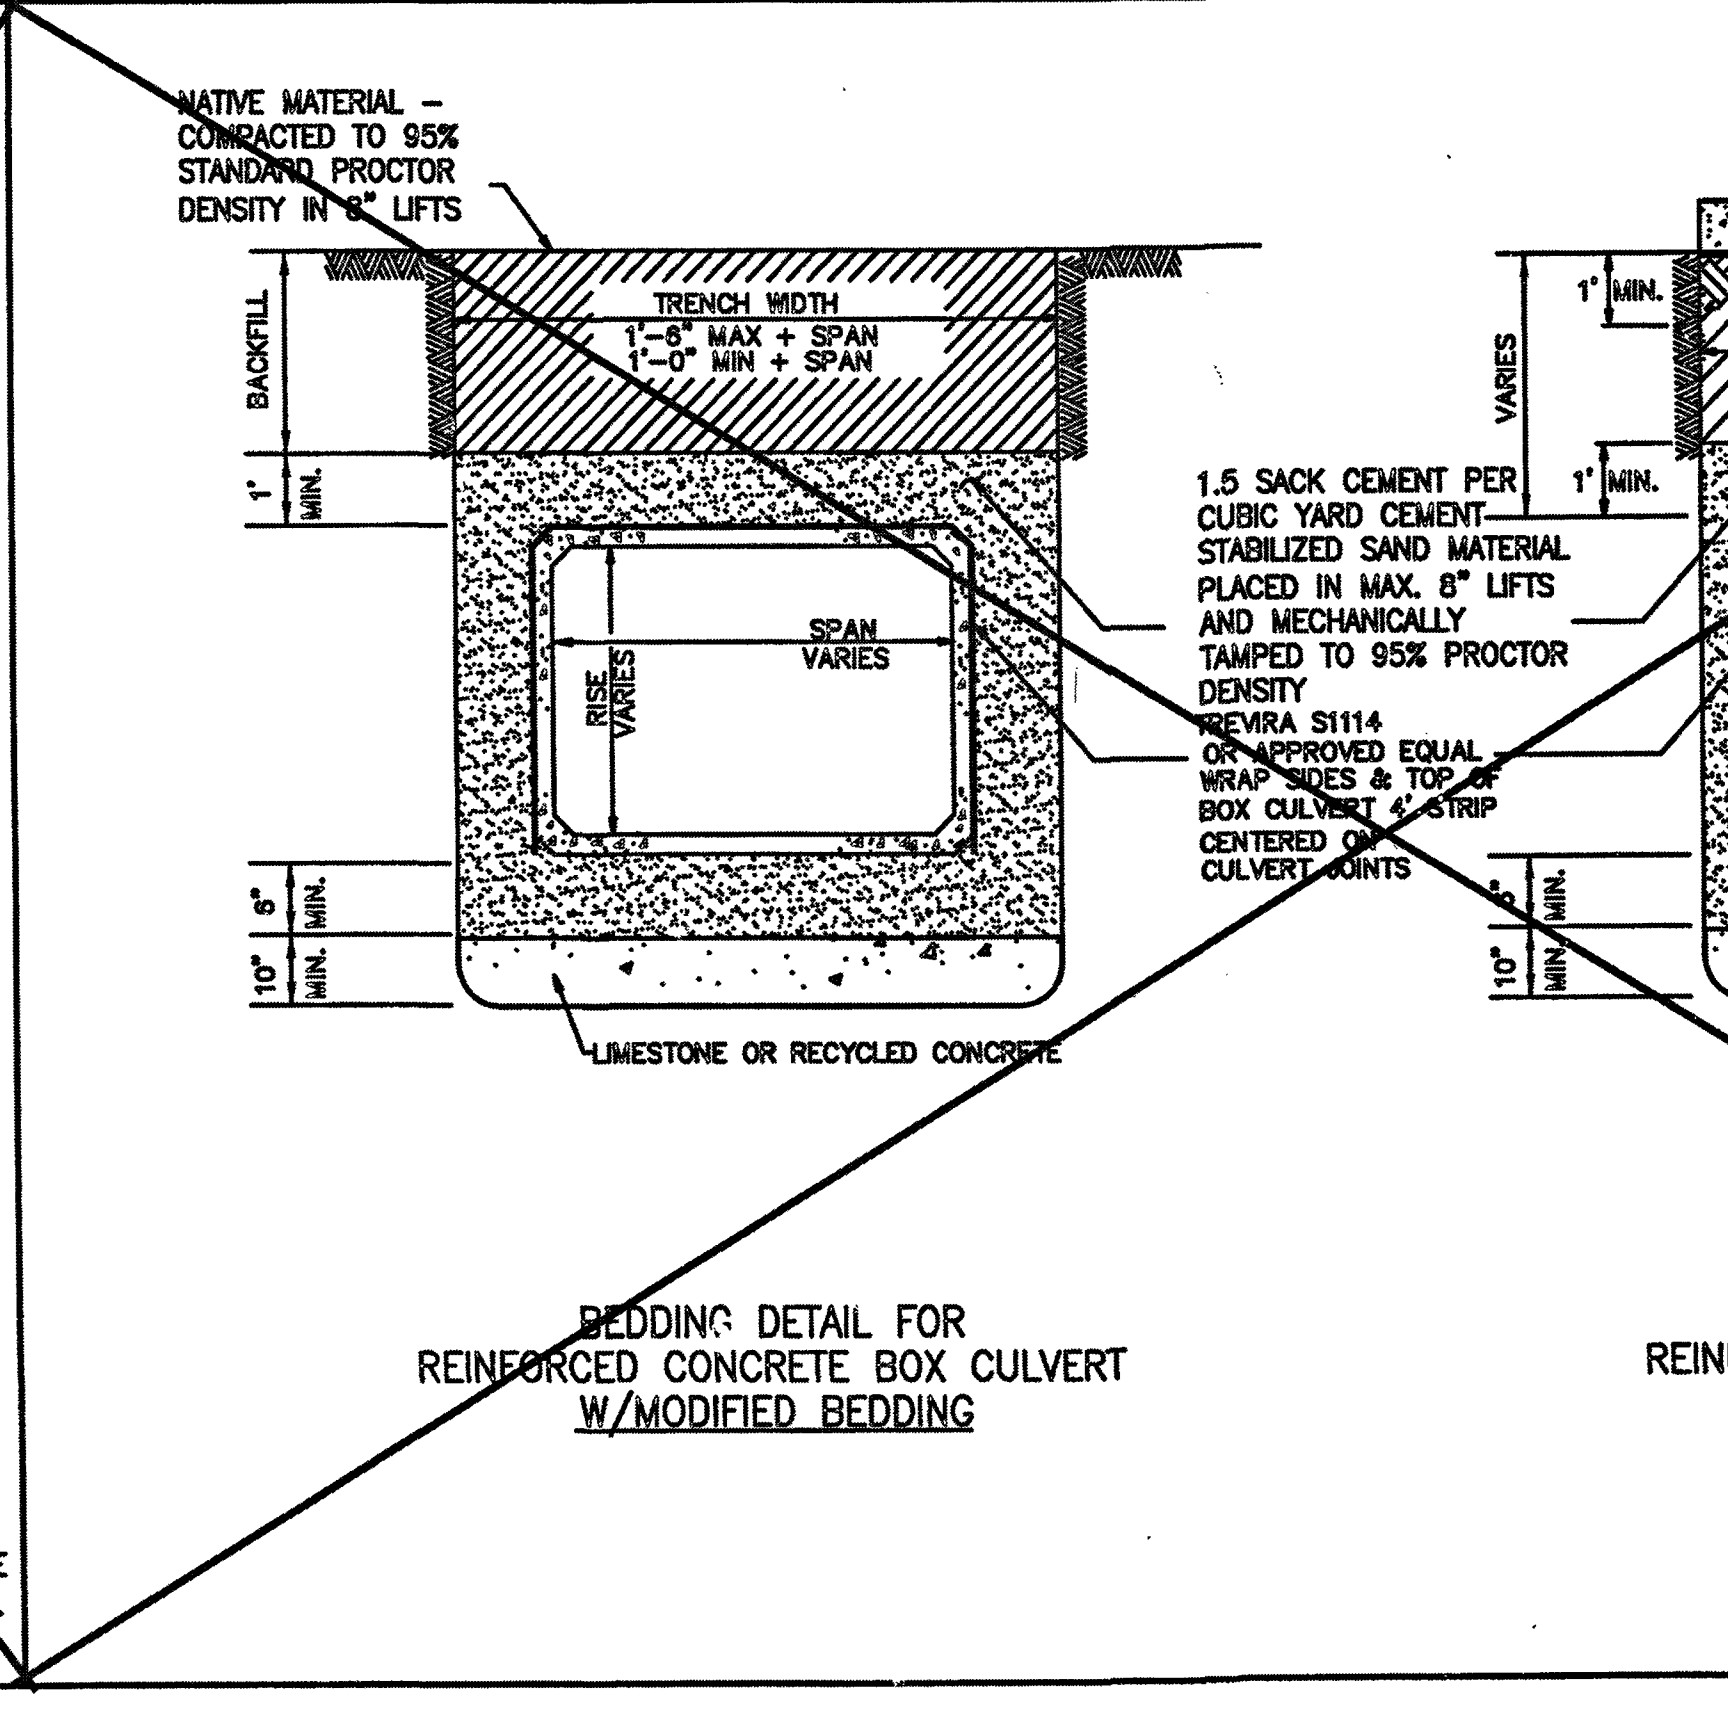 NATIVE MATERIAL –
COMPACTED TO 95%
STANDARD PROCTOR
DENSITY IN 8" LIFTS
BACKFILL
TRENCH WIDTH
1'-6" MAX + SPAN
1'-0" MIN + SPAN
1'
MIN.
SPAN
VARIES
RISE
VARIES
6"
MIN.
10"
MIN.
LIMESTONE OR RECYCLED CONCRETE
1.5 SACK CEMENT PER
CUBIC YARD CEMENT
STABILIZED SAND MATERIAL
PLACED IN MAX. 8" LIFTS
AND MECHANICALLY
TAMPED TO 95% PROCTOR
DENSITY
TREVIRA S1114
OR APPROVED EQUAL
WRAP SIDES & TOP OF
BOX CULVERT 4' STRIP
CENTERED ON
CULVERT JOINTS
VARIES
1' MIN.
1' MIN.
6"
MIN.
10"
MIN.
BEDDING DETAIL FOR
REINFORCED CONCRETE BOX CULVERT
W/MODIFIED BEDDING
REIN